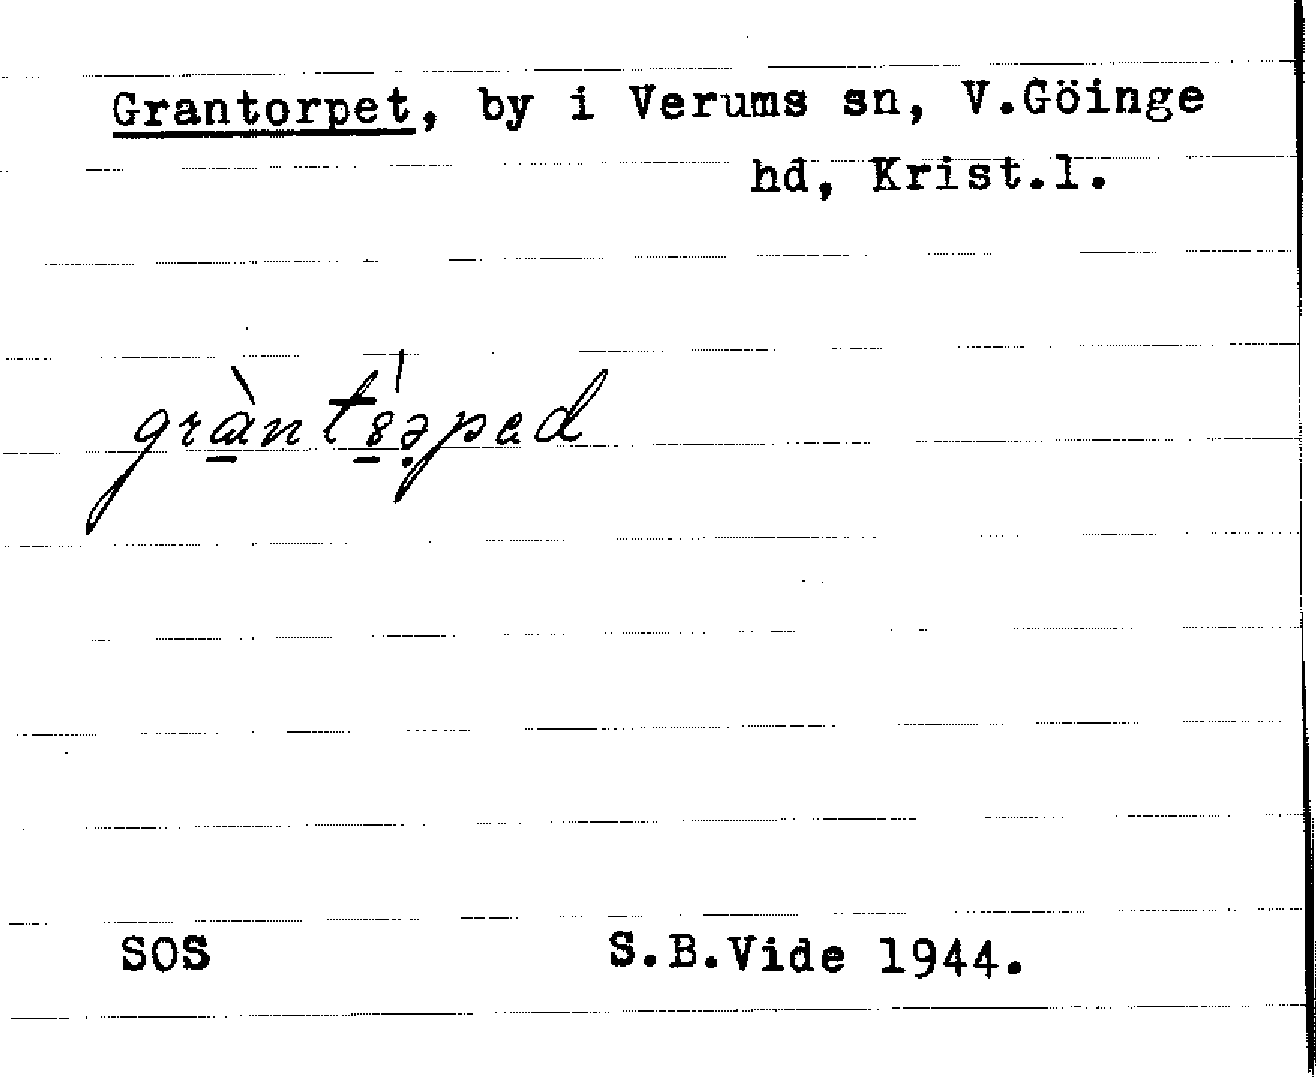 Grantorpet, by i Verums sn, V.Göinge
hd, Krist.l.
SOS S.B.Vide 1944.